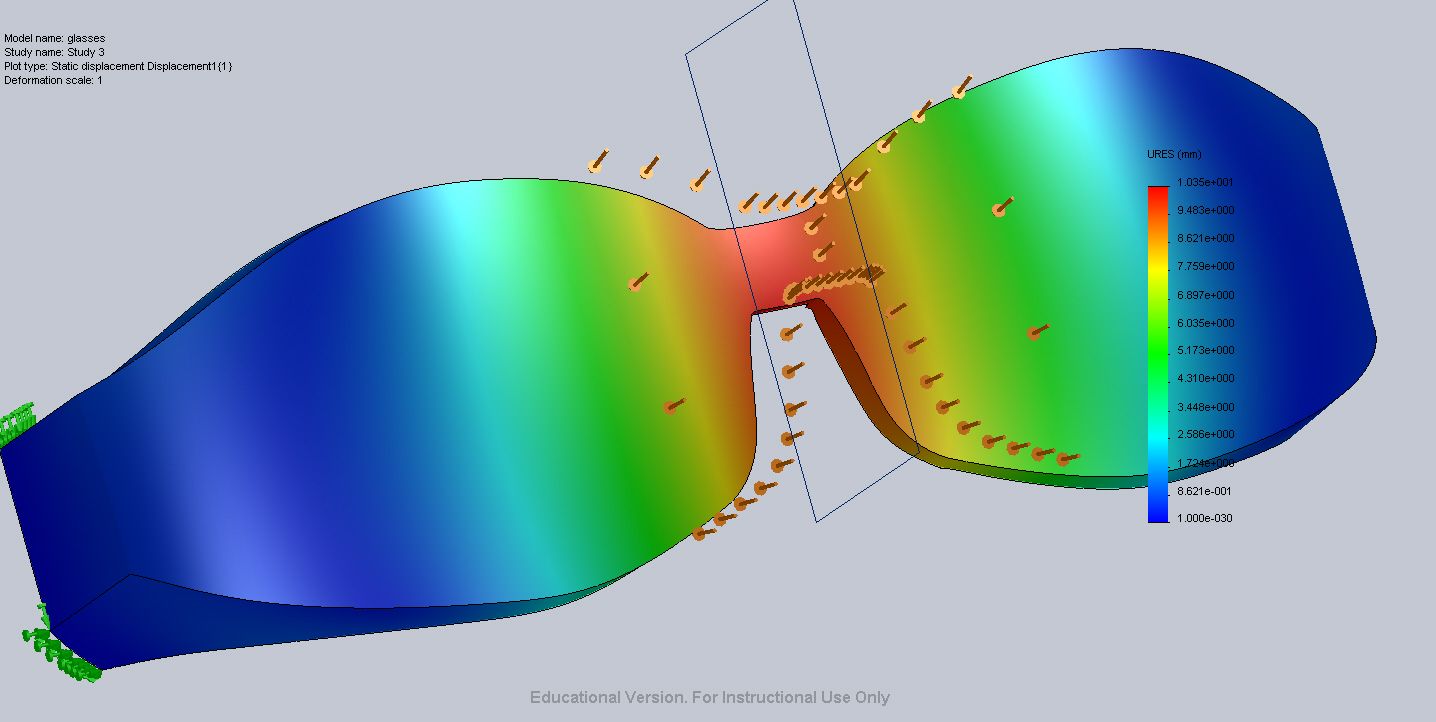 Model name: glasses
Study name: Study 3
Plot type: Static displacement Displacement1{1}
Deformation scale: 1
URES (mm)
1.035e+001
9.483e+000
8.621e+000
7.759e+000
6.897e+000
6.035e+000
5.173e+000
4.310e+000
3.448e+000
2.586e+000
1.724e+000
8.621e-001
1.000e-030
Educational Version. For Instructional Use Only